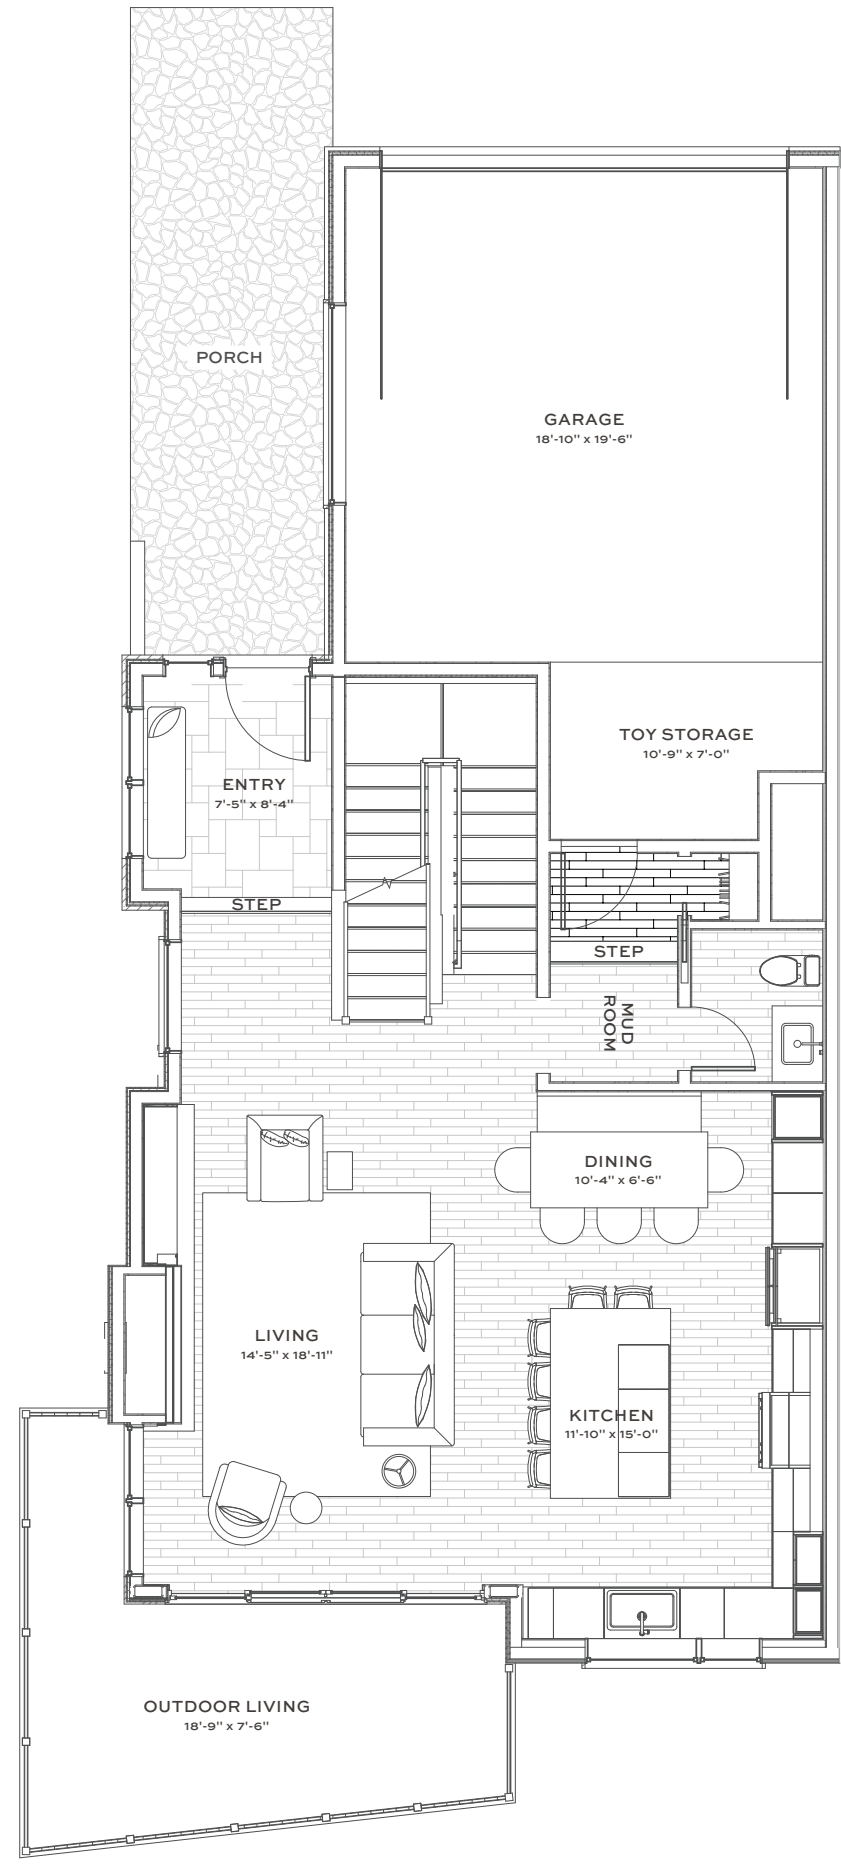 PORCH
GARAGE
18'-10" x 19'-6"
TOY STORAGE
10'-9" x 7'-0"
ENTRY
7'-5" x 8'-4"
STEP
STEP
MUD
ROOM
DINING
10'-4" x 6'-6"
LIVING
14'-5" x 18'-11"
KITCHEN
11'-10" x 15'-0"
OUTDOOR LIVING
18'-9" x 7'-6"